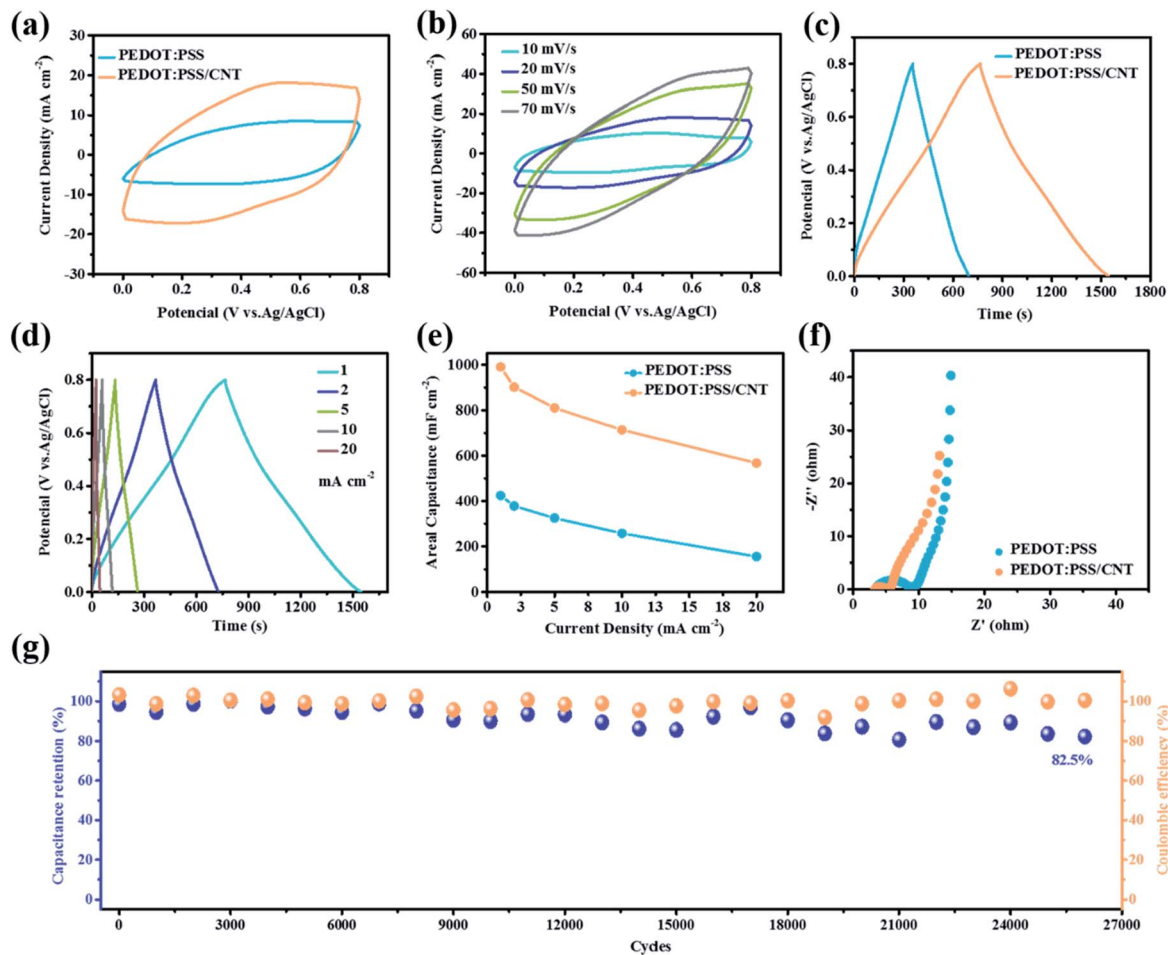 (a)
PEDOT:PSS
PEDOT:PSS/CNT
Current Density (mA cm⁻²)
30
20
10
0
-10
-20
-30
0.0 0.2 0.4 0.6 0.8
Potencial (V vs.Ag/AgCl)
(b)
10 mV/s
20 mV/s
50 mV/s
70 mV/s
Current Density (mA cm⁻²)
60
40
20
0
-20
-40
-60
0.0 0.2 0.4 0.6 0.8
Potencial (V vs.Ag/AgCl)
(c)
PEDOT:PSS
PEDOT:PSS/CNT
Potencial (V vs.Ag/AgCl)
1.0
0.8
0.6
0.4
0.2
0.0
0 300 600 900 1200 1500 1800
Time (s)
(d)
1
2
5
10
20
mA cm⁻²
Potencial (V vs.Ag/AgCl)
0.8
0.6
0.4
0.2
0.0
0 300 600 900 1200 1500
Time (s)
(e)
PEDOT:PSS
PEDOT:PSS/CNT
Areal Capacitance (mF cm⁻²)
1000
800
600
400
200
0
0 3 5 8 10 13 15 18 20
Current Density (mA cm⁻²)
(f)
PEDOT:PSS
PEDOT:PSS/CNT
-Z'' (ohm)
40
30
20
10
0
0 10 20 30 40
Z' (ohm)
(g)
Capacitance retention (%)
100
80
60
40
20
0
82.5%
0 3000 6000 9000 12000 15000 18000 21000 24000 27000
Cycles
Coulombic efficiency (%)
100
80
60
40
20
0